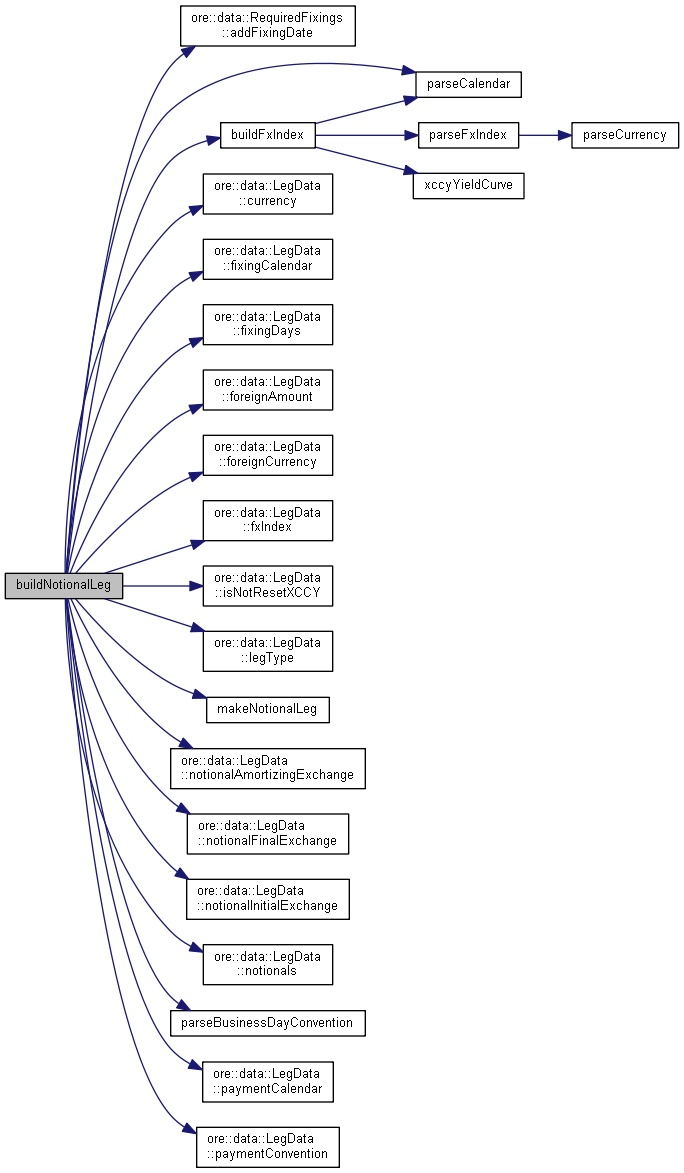 ore::data::RequiredFixings
::addFixingDate
parseCalendar
buildFxIndex
parseFxIndex
parseCurrency
xccyYieldCurve
ore::data::LegData
::currency
ore::data::LegData
::fixingCalendar
ore::data::LegData
::fixingDays
ore::data::LegData
::foreignAmount
ore::data::LegData
::foreignCurrency
ore::data::LegData
::fxIndex
buildNotionalLeg
ore::data::LegData
::isNotResetXCCY
ore::data::LegData
::legType
makeNotionalLeg
ore::data::LegData
::notionalAmortizingExchange
ore::data::LegData
::notionalFinalExchange
ore::data::LegData
::notionalInitialExchange
ore::data::LegData
::notionals
parseBusinessDayConvention
ore::data::LegData
::paymentCalendar
ore::data::LegData
::paymentConvention